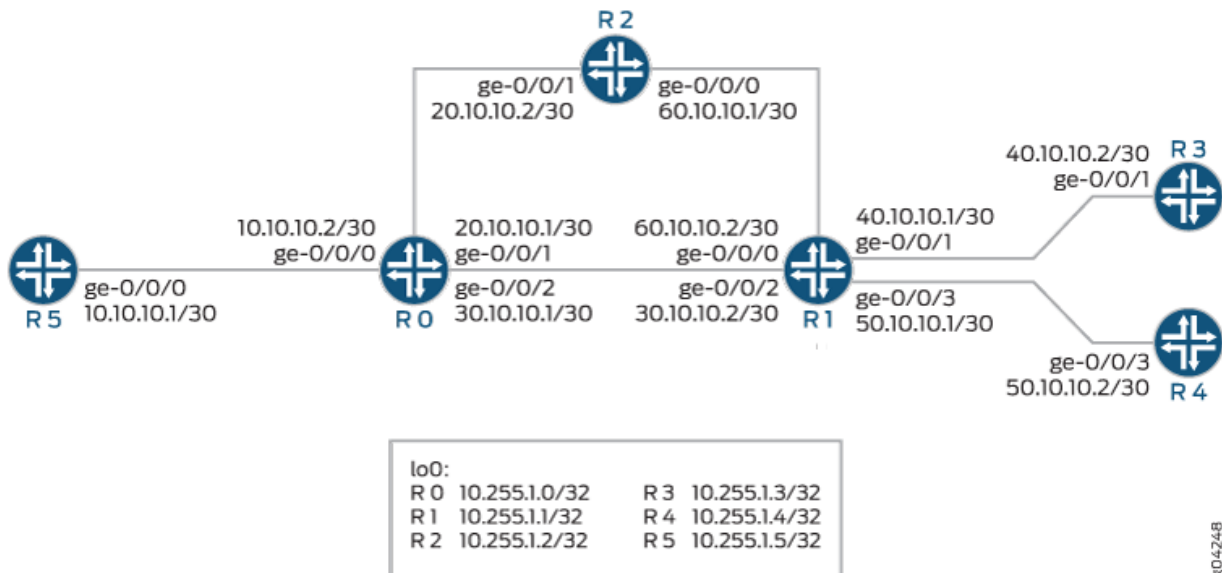 R 2
ge-0/0/1
20.10.10.2/30
ge-0/0/0
60.10.10.1/30
40.10.10.2/30
ge-0/0/1
R 3
10.10.10.2/30
ge-0/0/0
20.10.10.1/30
ge-0/0/1
60.10.10.2/30
ge-0/0/0
40.10.10.1/30
ge-0/0/1
ge-0/0/0
10.10.10.1/30
R 5
R 0
ge-0/0/2
30.10.10.1/30
ge-0/0/2
30.10.10.2/30
R 1
ge-0/0/3
50.10.10.1/30
ge-0/0/3
50.10.10.2/30
R 4
lo0:
R 0 10.255.1.0/32 R 3 10.255.1.3/32
R 1 10.255.1.1/32 R 4 10.255.1.4/32
R 2 10.255.1.2/32 R 5 10.255.1.5/32